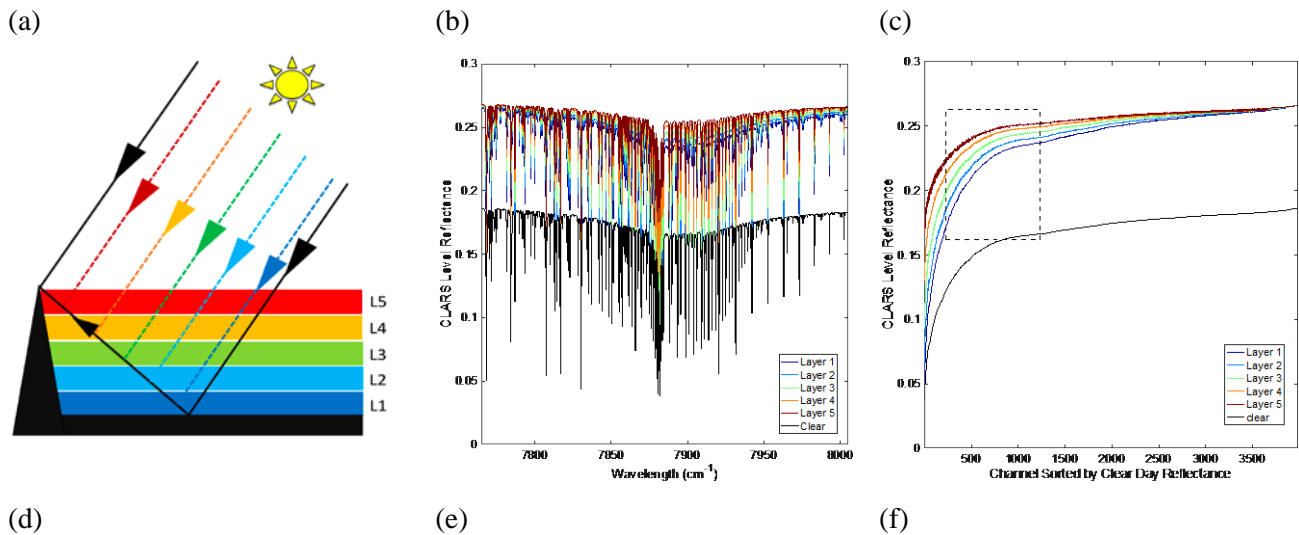 (a)
L5
L4
L3
L2
L1
(b)
CLARS Level Reflectance
0.3
0.25
0.2
0.15
0.1
0.05
0
7800
7850
7900
7950
8000
Wavelength (cm⁻¹)
Layer 1
Layer 2
Layer 3
Layer 4
Layer 5
Clear
(c)
CLARS Level Reflectance
0.3
0.25
0.2
0.15
0.1
0.05
0
500
1000
1500
2000
2500
3000
3500
Channel Sorted by Clear Day Reflectance
Layer 1
Layer 2
Layer 3
Layer 4
Layer 5
clear
(d)
(e)
(f)